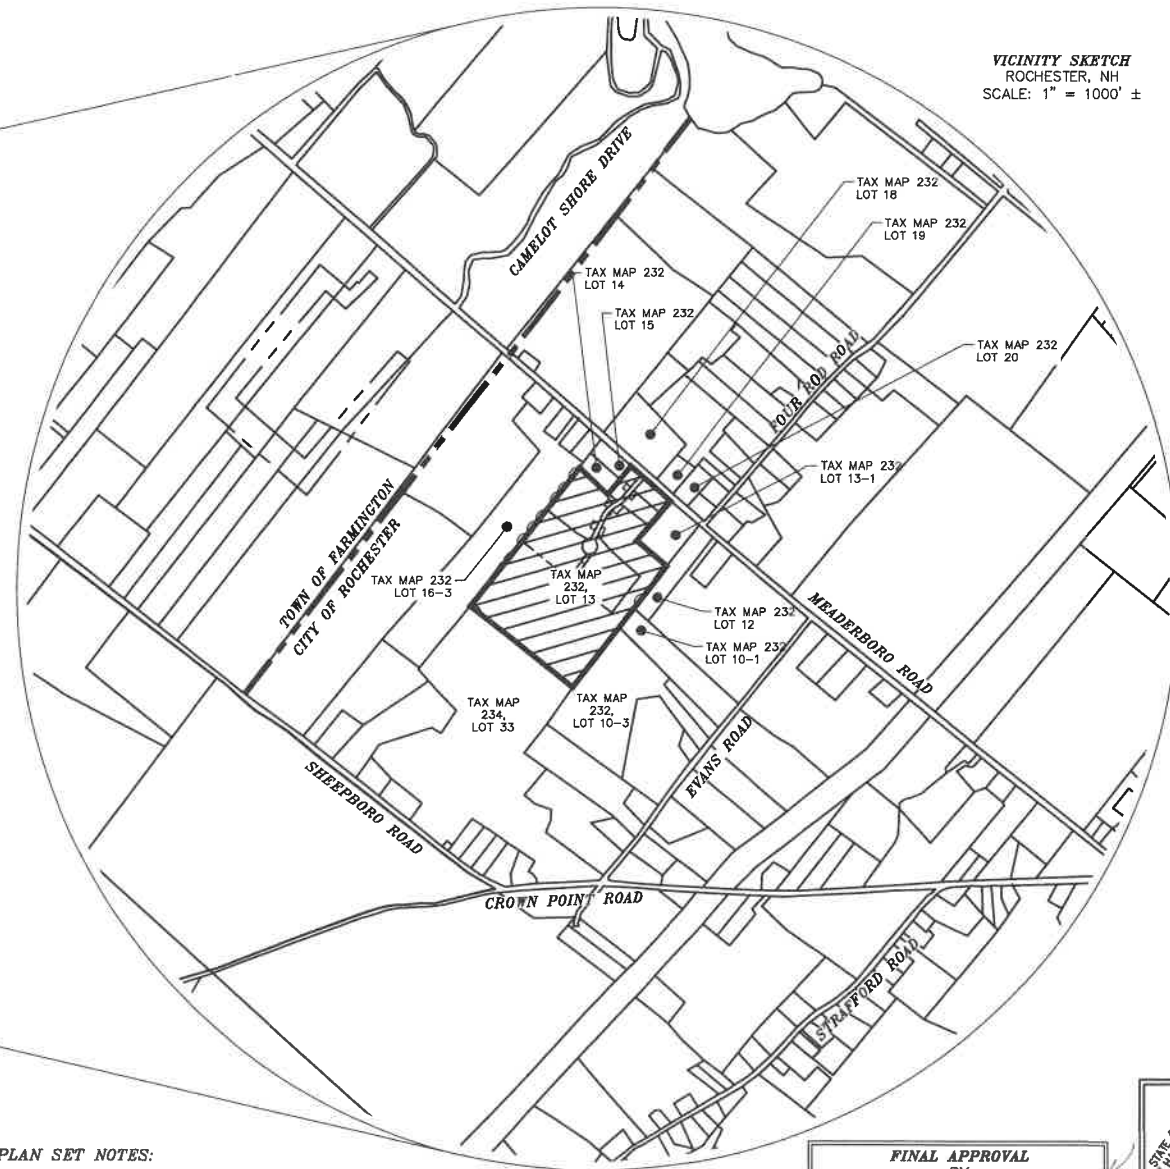 VICINITY SKETCH
ROCHESTER, NH
SCALE: 1" = 1000' ±
CAMELOT SHORE DRIVE
TAX MAP 232
LOT 18
TAX MAP 232
LOT 19
TAX MAP 232
LOT 14
TAX MAP 232
LOT 15
FOUR ROD ROAD
TAX MAP 232
LOT 20
TAX MAP 232
LOT 13-1
TOWN OF FARMINGTON
CITY OF ROCHESTER
TAX MAP 232
LOT 16-3
TAX MAP
232,
LOT 13
TAX MAP 232
LOT 12
MEADERBORO ROAD
TAX MAP 232
LOT 10-1
TAX MAP
234,
LOT 33
TAX MAP
232,
LOT 10-3
EVANS ROAD
SHEEPBORO ROAD
CROWN POINT ROAD
STRAFFORD ROAD
PLAN SET NOTES:
FINAL APPROVAL
BY
STATE